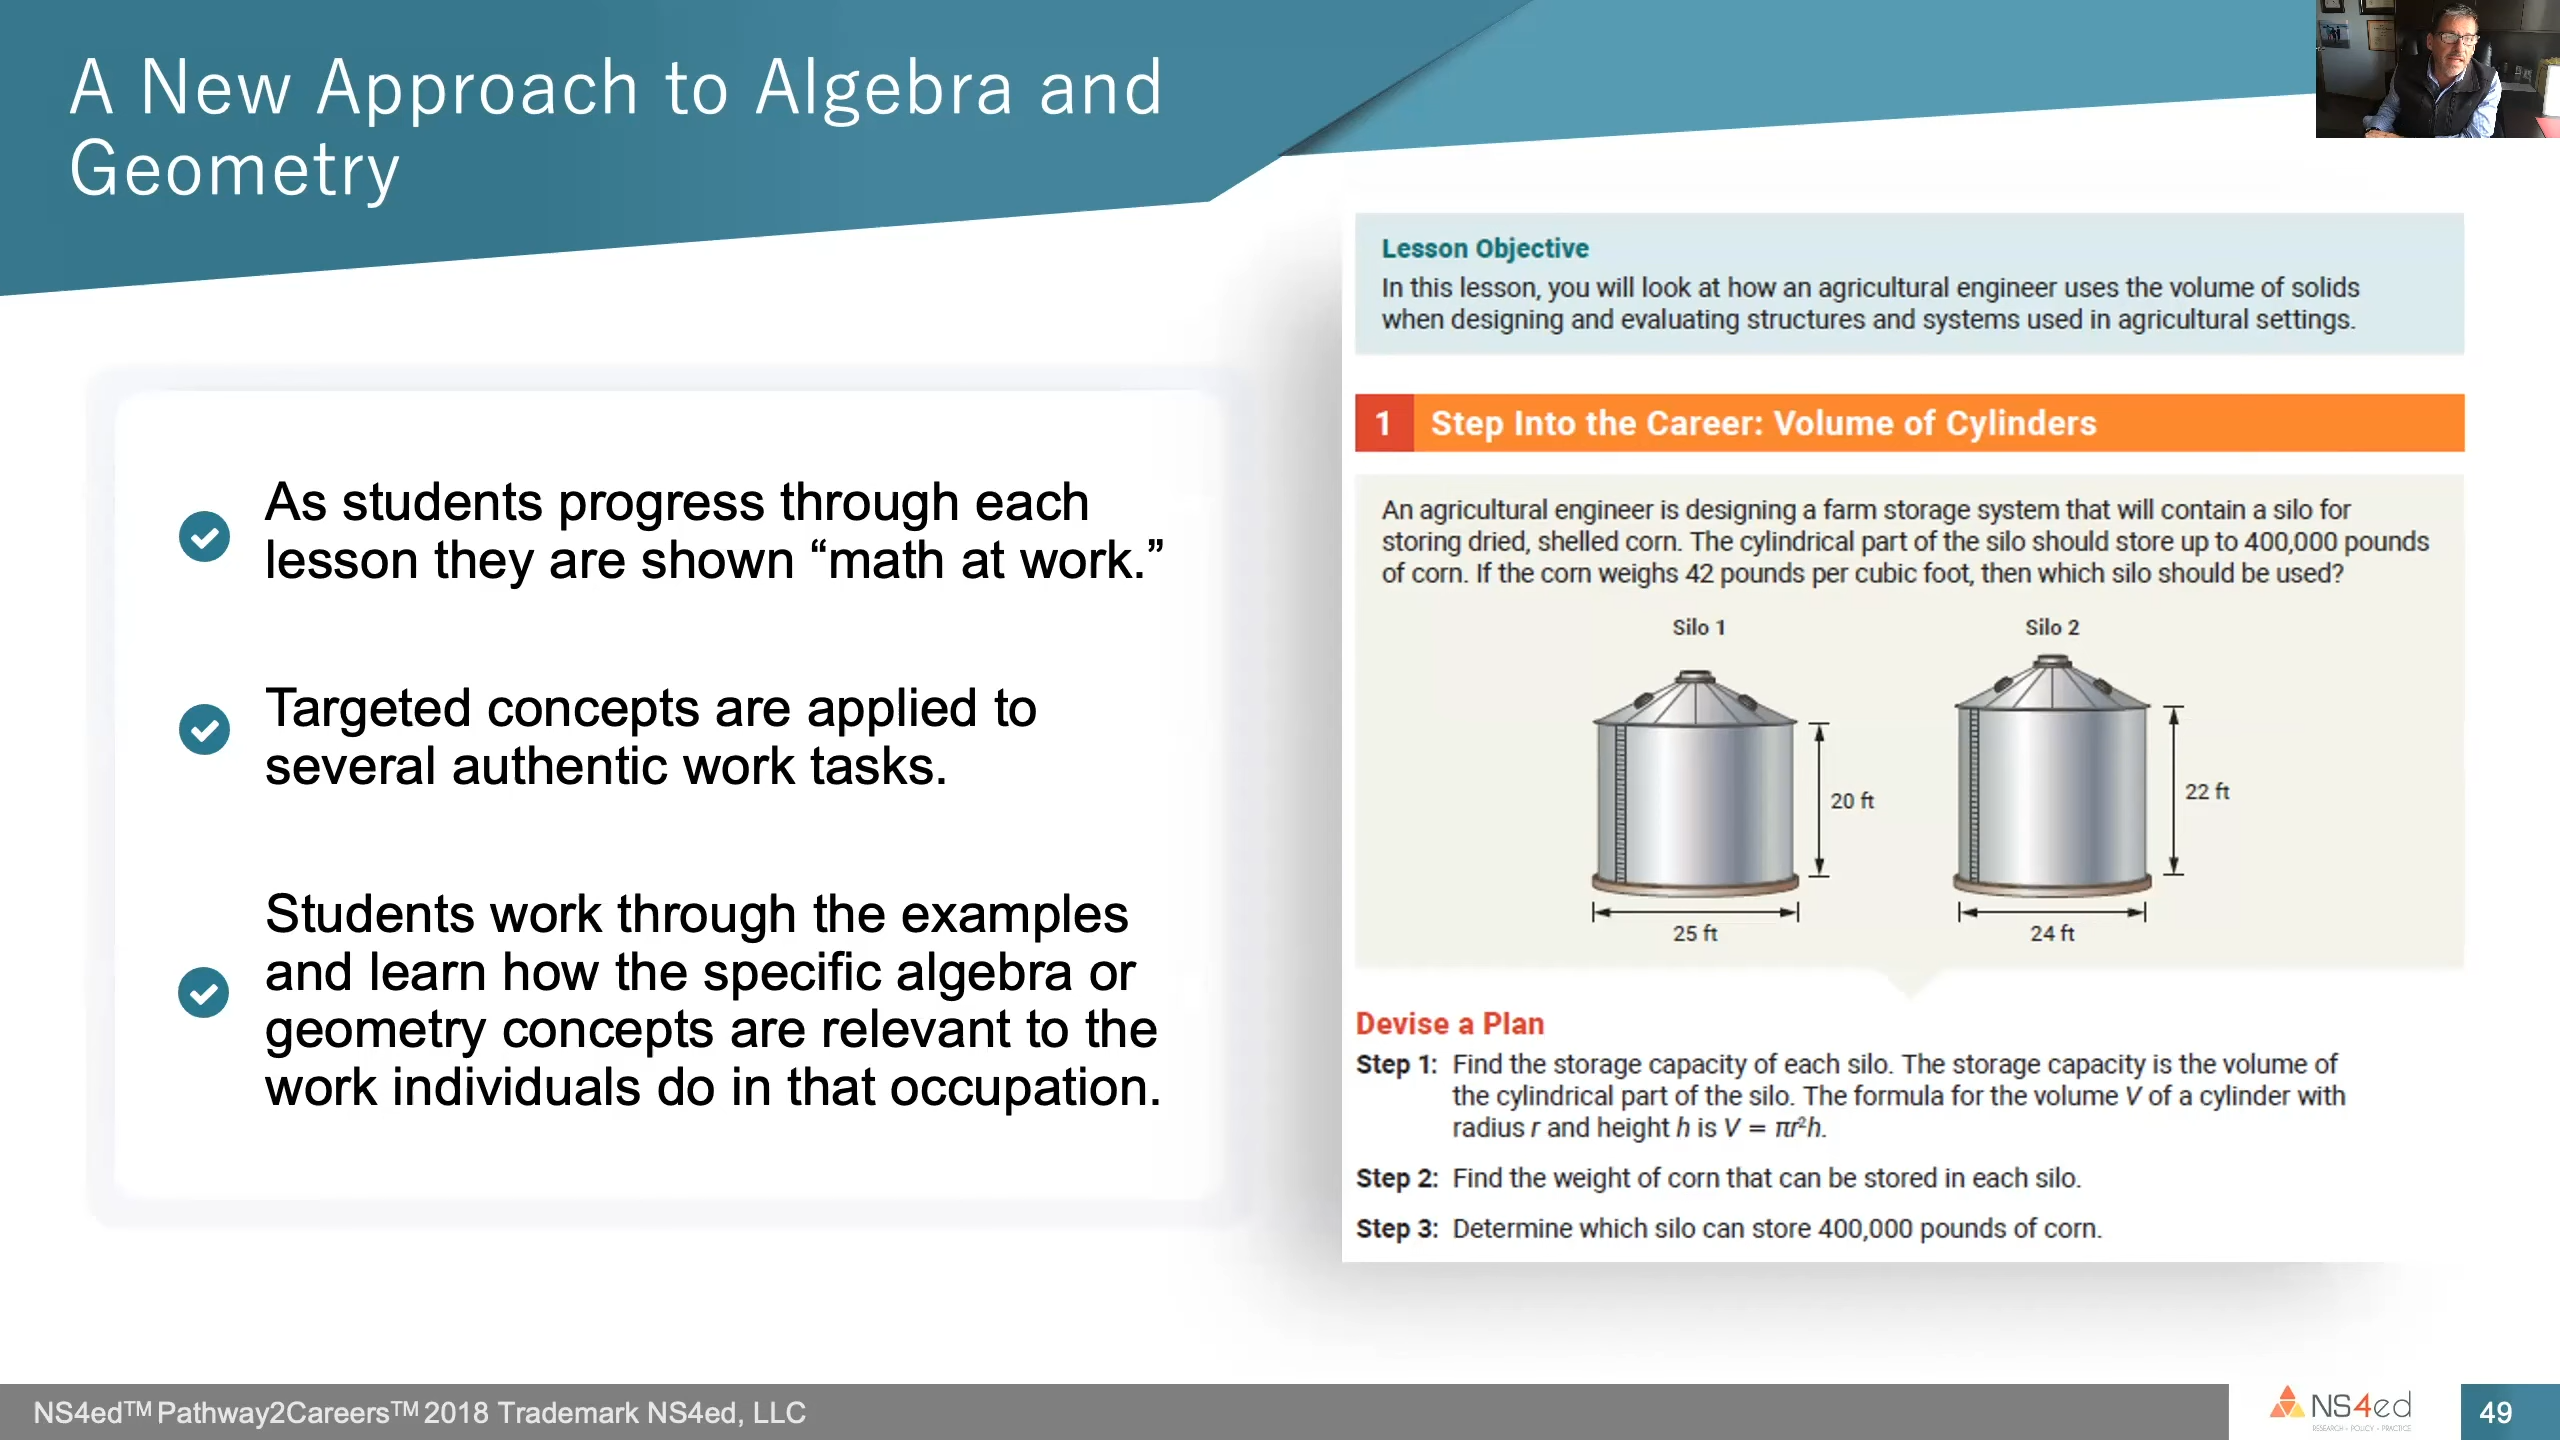 A New Approach to Algebra and
Geometry
As students progress through each
lesson they are shown “math at work.”
Targeted concepts are applied to
several authentic work tasks.
Students work through the examples
and learn how the specific algebra or
geometry concepts are relevant to the
work individuals do in that occupation.
Lesson Objective
In this lesson, you will look at how an agricultural engineer uses the volume of solids
when designing and evaluating structures and systems used in agricultural settings.
1 Step Into the Career: Volume of Cylinders
An agricultural engineer is designing a farm storage system that will contain a silo for
storing dried, shelled corn. The cylindrical part of the silo should store up to 400,000 pounds
of corn. If the corn weighs 42 pounds per cubic foot, then which silo should be used?
Silo 1
Silo 2
20 ft
22 ft
25 ft
24 ft
Devise a Plan
Step 1: Find the storage capacity of each silo. The storage capacity is the volume of
the cylindrical part of the silo. The formula for the volume V of a cylinder with
radius r and height h is V = πr²h.
Step 2: Find the weight of corn that can be stored in each silo.
Step 3: Determine which silo can store 400,000 pounds of corn.
NS4ed™ Pathway2Careers™ 2018 Trademark NS4ed, LLC
NS4ed
RESEARCH • POLICY • PRACTICE
49